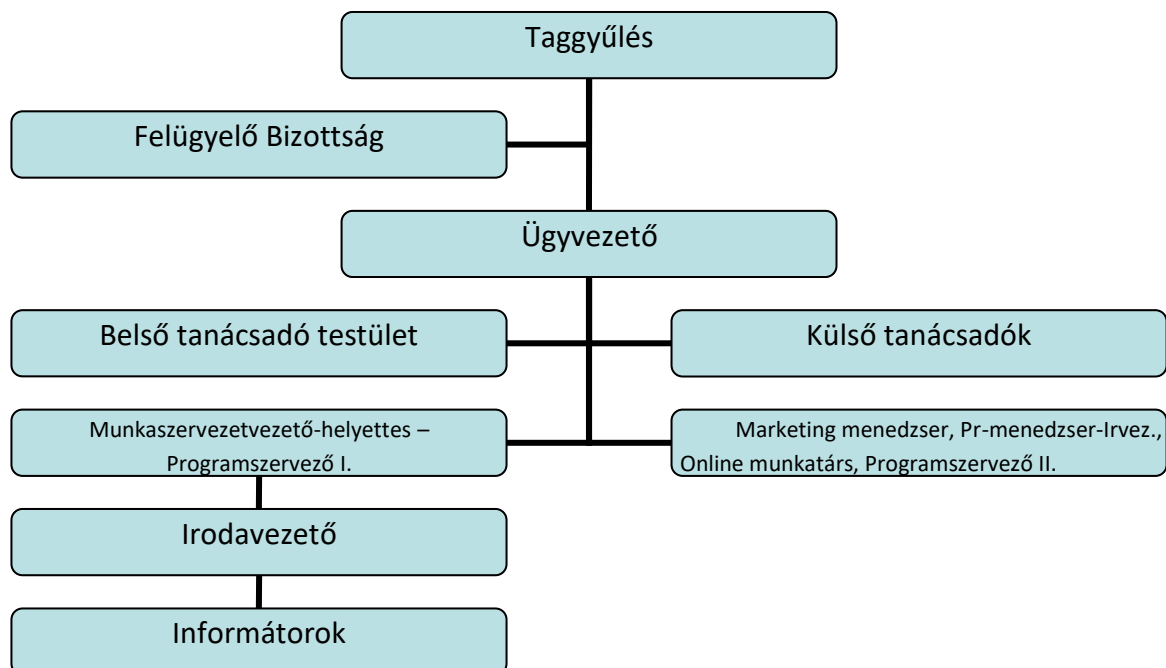 Taggyűlés
Felügyelő Bizottság
Ügyvezető
Belső tanácsadó testület
Külső tanácsadók
Munkaszervezetvezető-helyettes –
Programszervező I.
Marketing menedzser, Pr-menedzser-Irvez.,
Online munkatárs, Programszervező II.
Irodavezető
Informátorok